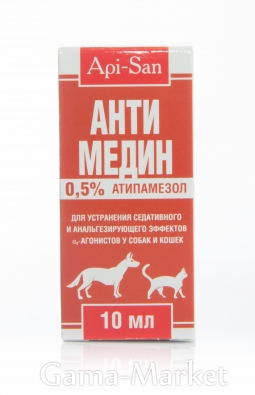 Api-San
АНТИ
МЕДИН
0,5% АТИПАМЕЗОЛ
ДЛЯ УСТРАНЕНИЯ СЕДАТИВНОГО
И АНАЛЬГЕЗИРУЮЩЕГО ЭФФЕКТОВ
α₂-АГОНИСТОВ У СОБАК И КОШЕК
10 мл
Gama-Market